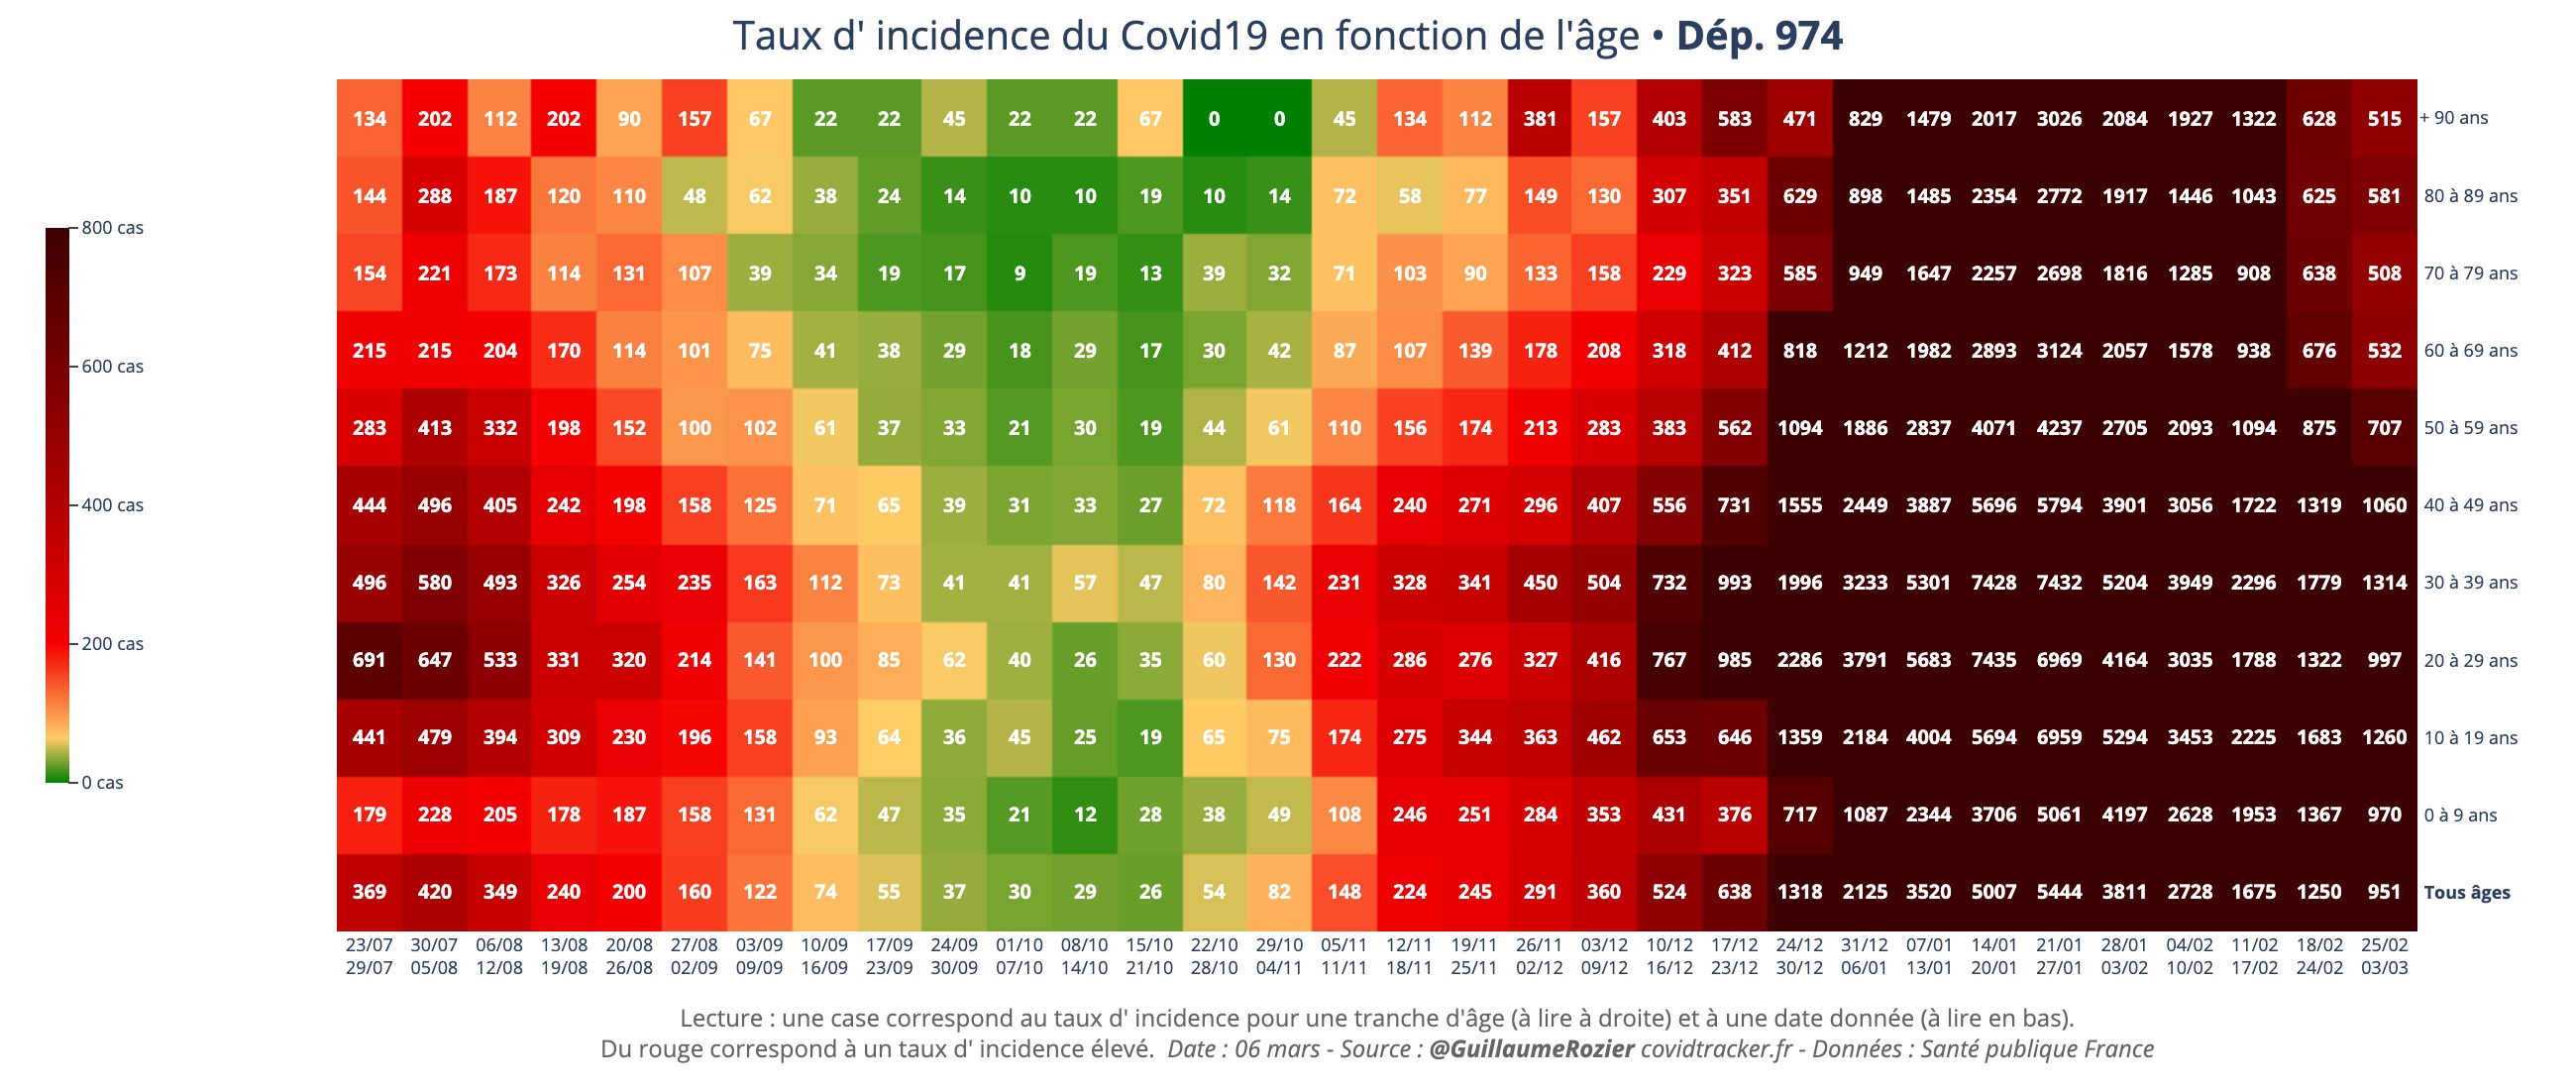 Taux d' incidence du Covid19 en fonction de l'âge • Dép. 974
134 202 112 202 90 157 67 22 22 45 22 22 67 0 0 45 134 112 381 157 403 583 471 829 1479 2017 3026 2084 1927 1322 628 515 + 90 ans
144 288 187 120 110 48 62 38 24 14 10 10 19 10 14 72 58 77 149 130 307 351 629 898 1485 2354 2772 1917 1446 1043 625 581 80 à 89 ans
800 cas
154 221 173 114 131 107 39 34 19 17 9 19 13 39 32 71 103 90 133 158 229 323 585 949 1647 2257 2698 1816 1285 908 638 508 70 à 79 ans
215 215 204 170 114 101 75 41 38 29 18 29 17 30 42 87 107 139 178 208 318 412 818 1212 1982 2893 3124 2057 1578 938 676 532 60 à 69 ans
600 cas
283 413 332 198 152 100 102 61 37 33 21 30 19 44 61 110 156 174 213 283 383 562 1094 1886 2837 4071 4237 2705 2093 1094 875 707 50 à 59 ans
400 cas
444 496 405 242 198 158 125 71 65 39 31 33 27 72 118 164 240 271 296 407 556 731 1555 2449 3887 5696 5794 3901 3056 1722 1319 1060 40 à 49 ans
496 580 493 326 254 235 163 112 73 41 41 57 47 80 142 231 328 341 450 504 732 993 1996 3233 5301 7428 7432 5204 3949 2296 1779 1314 30 à 39 ans
200 cas
691 647 533 331 320 214 141 100 85 62 40 26 35 60 130 222 286 276 327 416 767 985 2286 3791 5683 7435 6969 4164 3035 1788 1322 997 20 à 29 ans
441 479 394 309 230 196 158 93 64 36 45 25 19 65 75 174 275 344 363 462 653 646 1359 2184 4004 5694 6959 5294 3453 2225 1683 1260 10 à 19 ans
0 cas
179 228 205 178 187 158 131 62 47 35 21 12 28 38 49 108 246 251 284 353 431 376 717 1087 2344 3706 5061 4197 2628 1953 1367 970 0 à 9 ans
369 420 349 240 200 160 122 74 55 37 30 29 26 54 82 148 224 245 291 360 524 638 1318 2125 3520 5007 5444 3811 2728 1675 1250 951 Tous âges
23/07 30/07 06/08 13/08 20/08 27/08 03/09 10/09 17/09 24/09 01/10 08/10 15/10 22/10 29/10 05/11 12/11 19/11 26/11 03/12 10/12 17/12 24/12 31/12 07/01 14/01 21/01 28/01 04/02 11/02 18/02 25/02
29/07 05/08 12/08 19/08 26/08 02/09 09/09 16/09 23/09 30/09 07/10 14/10 21/10 28/10 04/11 11/11 18/11 25/11 02/12 09/12 16/12 23/12 30/12 06/01 13/01 20/01 27/01 03/02 10/02 17/02 24/02 03/03
Lecture : une case correspond au taux d' incidence pour une tranche d'âge (à lire à droite) et à une date donnée (à lire en bas).
Du rouge correspond à un taux d' incidence élevé. Date : 06 mars - Source : @GuillaumeRozier covidtracker.fr - Données : Santé publique France